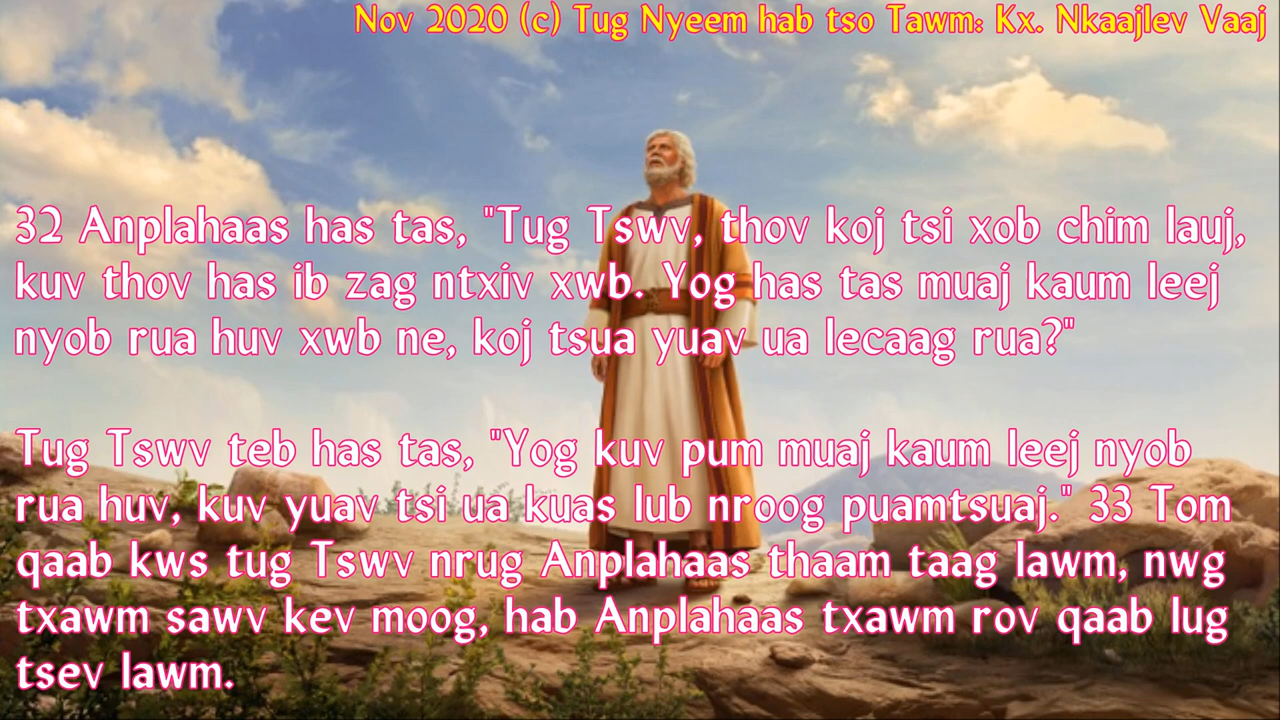 Nov 2020 (c) Tug Nyeem hab tso Tawm: Kx. Nkaajlev Vaaj
32 Anplahaas has tas, "Tug Tswv, thov koj tsi xob chim lauj,
kuv thov has ib zag ntxiv xwb. Yog has tas muaj kaum leej
nyob rua huv xwb ne, koj tsua yuav ua lecaag rua?"
Tug Tswv teb has tas, "Yog kuv pum muaj kaum leej nyob
rua huv, kuv yuav tsi ua kuas lub nroog puamtsuaj." 33 Tom
qaab kws tug Tswv nrug Anplahaas thaam taag lawm, nwg
txawm sawv kev moog, hab Anplahaas txawm rov qaab lug
tsev lawm.